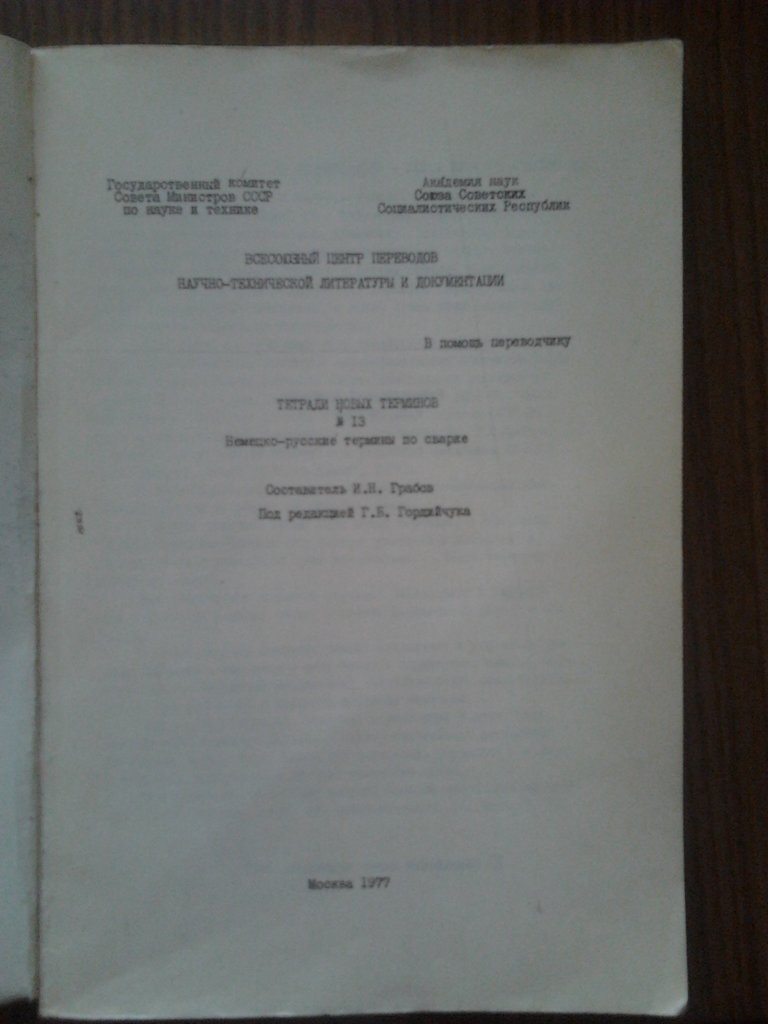 Государственный комитет
Совета Министров СССР
по науке и технике
Академия наук
Союза Советских
Социалистических Республик
ВСЕСОЮЗНЫЙ ЦЕНТР ПЕРЕВОДОВ
НАУЧНО-ТЕХНИЧЕСКОЙ ЛИТЕРАТУРЫ И ДОКУМЕНТАЦИИ
В помощь переводчику
ТЕТРАДИ НОВЫХ ТЕРМИНОВ
№ 13
Немецко-русские термины по сварке
Составитель И.Н. Грабов
Под редакцией Г.Б. Гордийчука
Москва 1977